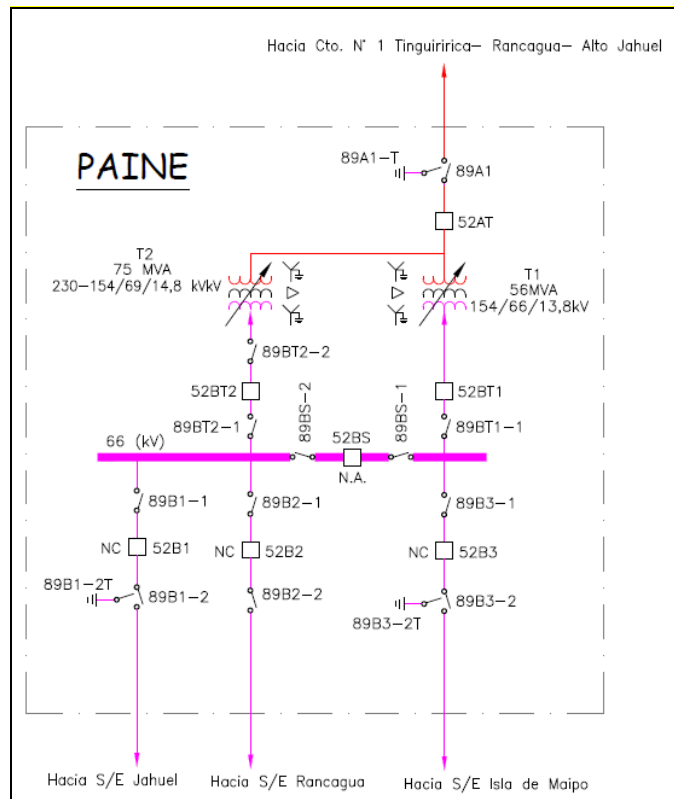 Hacia Cto. N° 1 Tinguiririca- Rancagua- Alto Jahuel
PAINE
89A1-T
89A1
52AT
T2
75 MVA
230-154/69/14,8 kVkV
T1
56MVA
154/66/13,8kV
89BT2-2
52BT2
89BT2-1
89BS-2
52BS
N.A.
89BS-1
52BT1
89BT1-1
66 (kV)
89B1-1
89B2-1
89B3-1
NC
52B1
NC
52B2
NC
52B3
89B1-2T
89B1-2
89B2-2
89B3-2
89B3-2T
Hacia S/E Jahuel
Hacia S/E Rancagua
Hacia S/E Isla de Maipo